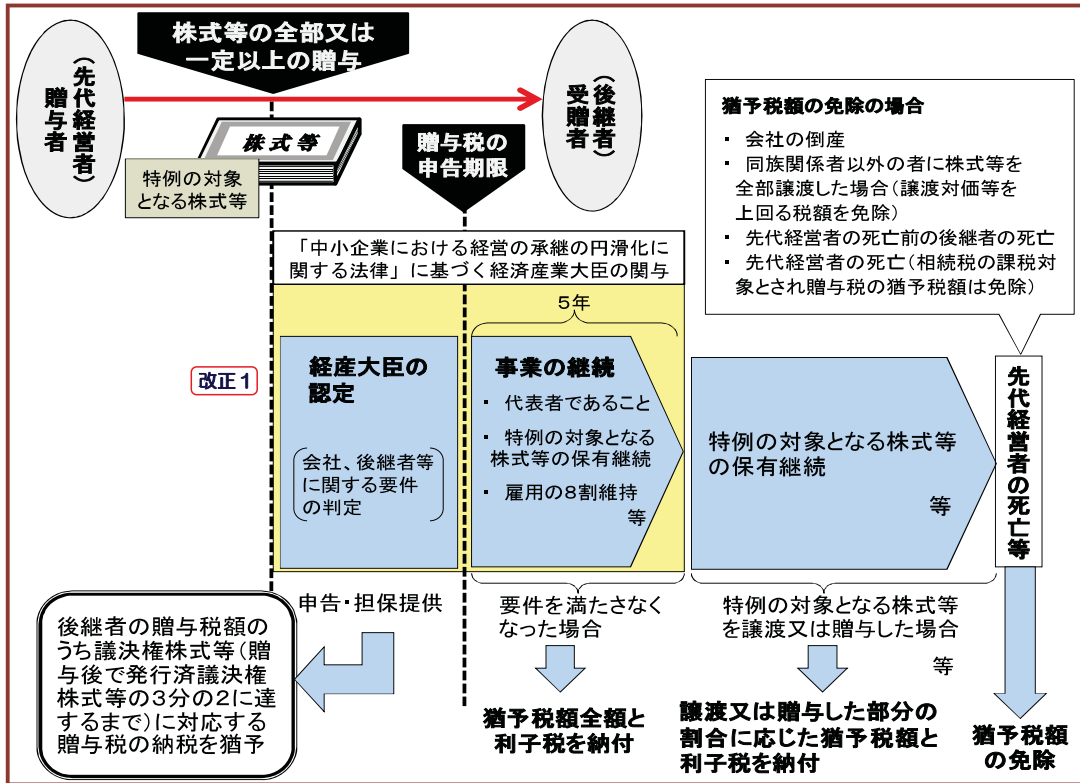 株式等の全部又は
一定以上の贈与
(先代経営者)
贈与者
(後継者)
受贈者
株式等
特例の対象
となる株式等
贈与税の
申告期限
猶予税額の免除の場合
・ 会社の倒産
・ 同族関係者以外の者に株式等を
全部譲渡した場合(譲渡対価等を
上回る税額を免除)
・ 先代経営者の死亡前の後継者の死亡
・ 先代経営者の死亡(相続税の課税対
象とされ贈与税の猶予税額は免除)
「中小企業における経営の承継の円滑化に
関する法律」に基づく経済産業大臣の関与
5年
改正1
経産大臣の
認定
会社、後継者等
に関する要件
の判定
事業の継続
・ 代表者であること
・ 特例の対象となる
株式等の保有継続
・ 雇用の8割維持
等
特例の対象となる株式等
の保有継続
等
先代経営者の死亡等
申告・担保提供
後継者の贈与税額の
うち議決権株式等(贈
与後で発行済議決権
株式等の3分の2に達
するまで)に対応する
贈与税の納税を猶予
要件を満たさなく
なった場合
猶予税額全額と
利子税を納付
特例の対象となる株式等
を譲渡又は贈与した場合
等
譲渡又は贈与した部分の
割合に応じた猶予税額と
利子税を納付
猶予税額
の免除